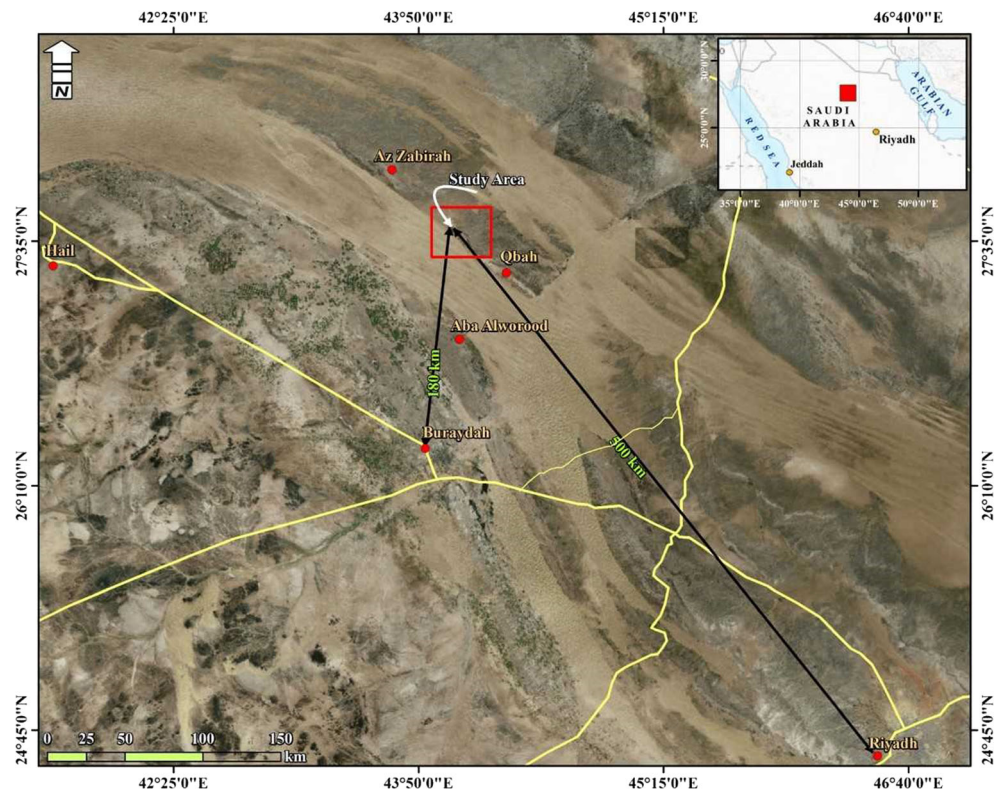 42°25'0"E 43°50'0"E 45°15'0"E 46°40'0"E
N
30°0'0"N
25°0'0"N
SAUDI
ARABIA
ARABIAN
GULF
RED SEA
Riyadh
Jeddah
35°0'0"E 40°0'0"E 45°0'0"E 50°0'0"E
Az Zabirah
Study Area
27°35'0"N 27°35'0"N
Hail
Qbah
Aba Alworood
180 km
Buraydah
500 km
26°10'0"N 26°10'0"N
24°45'0"N 24°45'0"N
Riyadh
0 25 50 100 150
km
42°25'0"E 43°50'0"E 45°15'0"E 46°40'0"E